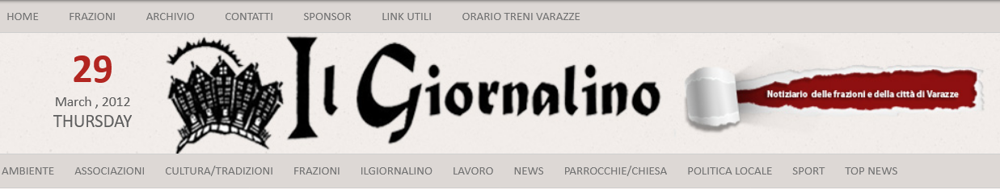 HOME FRAZIONI ARCHIVIO CONTATTI SPONSOR LINK UTILI ORARIO TRENI VARAZZE
29
March , 2012
THURSDAY
Il Giornalino
Notiziario delle frazioni e della città di Varazze
AMBIENTE ASSOCIAZIONI CULTURA/TRADIZIONI FRAZIONI ILGIORNALINO LAVORO NEWS PARROCCHIE/CHIESA POLITICA LOCALE SPORT TOP NEWS